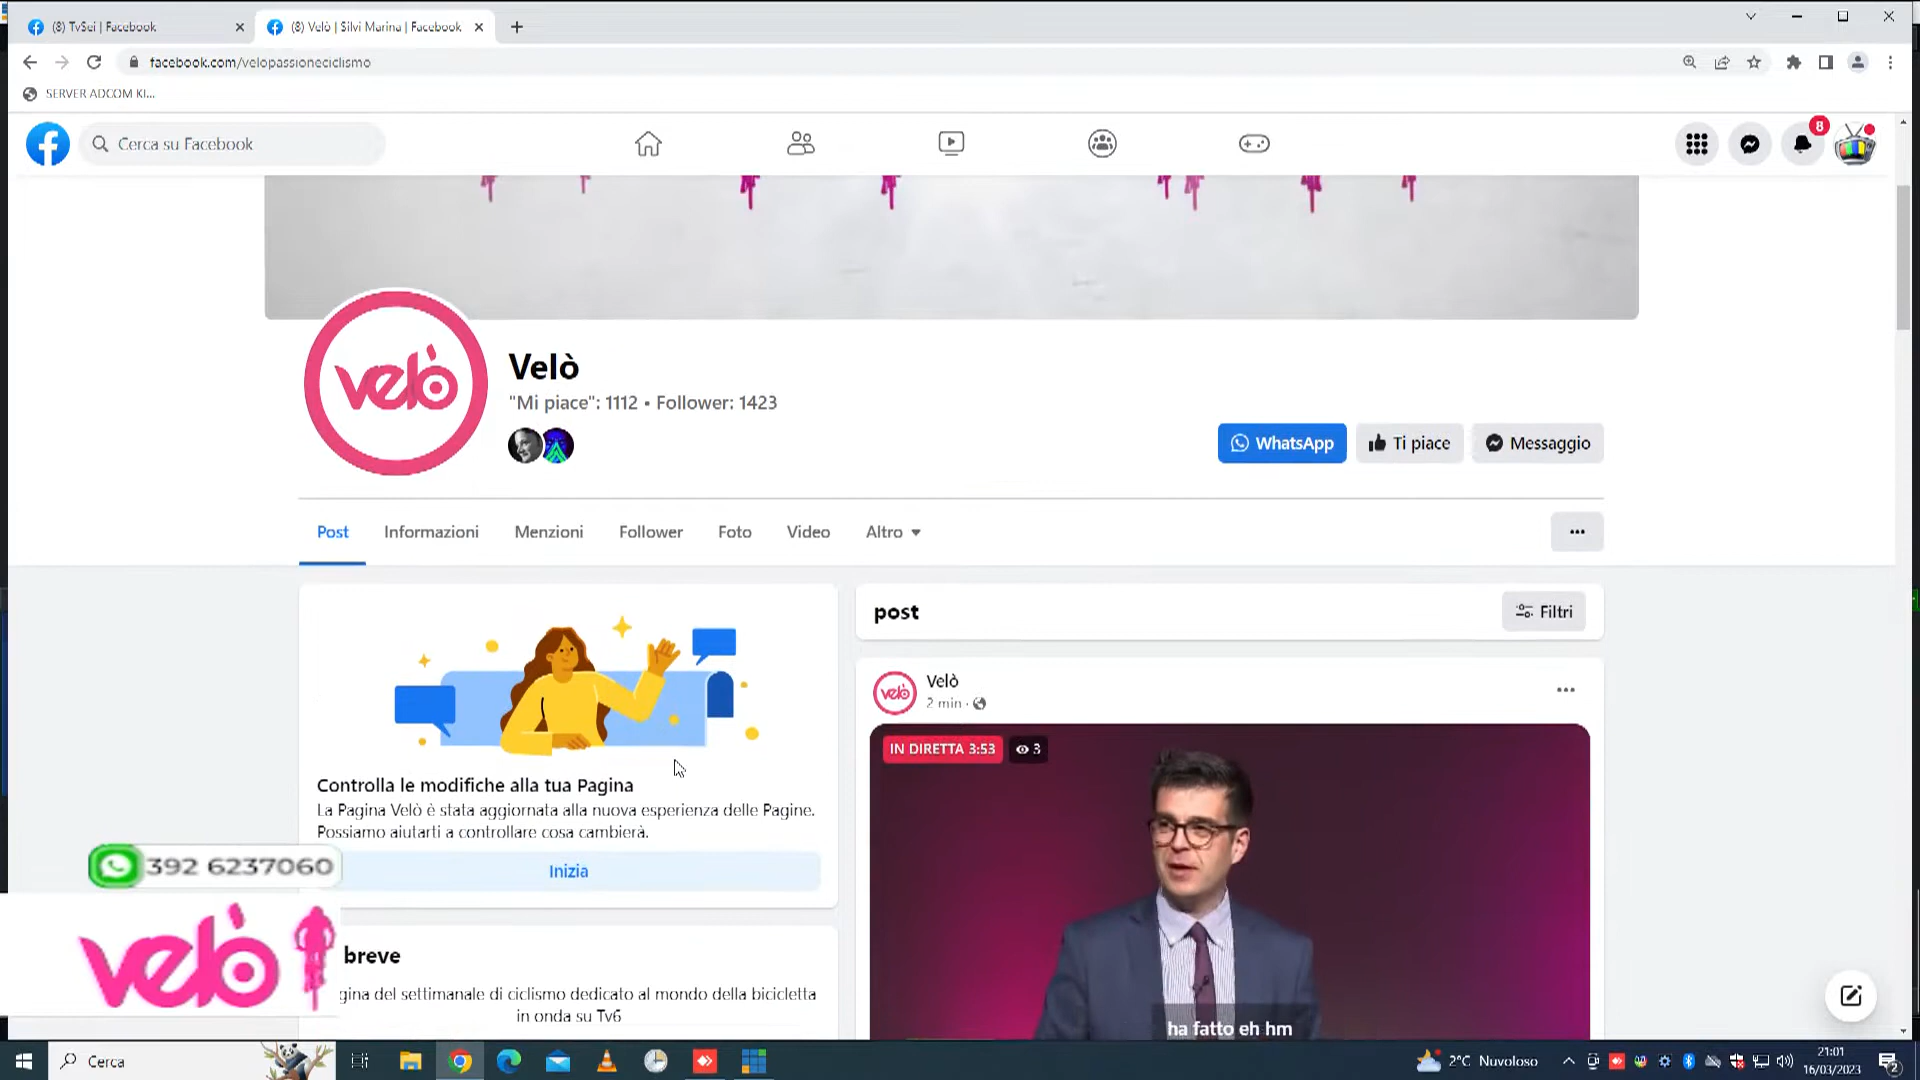 (8) TvSei | Facebook
(8) Velò | Silvi Marina | Facebook
facebook.com/velopassioneciclismo
SERVER ADCOM KI...
Cerca su Facebook
8
velò
Velò
"Mi piace": 1112 • Follower: 1423
WhatsApp
Ti piace
Messaggio
Post
Informazioni
Menzioni
Follower
Foto
Video
Altro
post
Filtri
velò
Velò
2 min ·
IN DIRETTA 3:53
3
Controlla le modifiche alla tua Pagina
La Pagina Velò è stata aggiornata alla nuova esperienza delle Pagine.
Possiamo aiutarti a controllare cosa cambierà.
Inizia
392 6237060
velò
breve
gina del settimanale di ciclismo dedicato al mondo della bicicletta
in onda su Tv6
ha fatto eh hm
Cerca
2°C Nuvoloso
21:01
16/03/2023
2